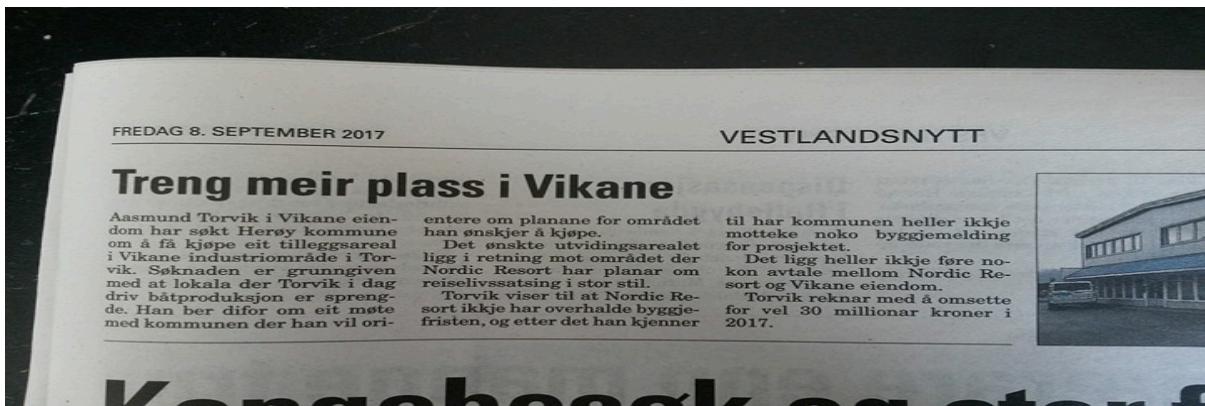 FREDAG 8. SEPTEMBER 2017
VESTLANDSNYTT
Treng meir plass i Vikane
Aasmund Torvik i Vikane eien-
dom har søkt Herøy kommune
om å få kjøpe eit tilleggsareal
i Vikane industriområde i Tor-
vik. Søknaden er grunngiven
med at lokala der Torvik i dag
driv båtproduksjon er spreng-
de. Han ber difor om eit møte
med kommunen der han vil ori-
entere om planane for området
han ønskjer å kjøpe.
Det ønskte utvidingsarealet
ligg i retning mot området der
Nordic Resort har planar om
reiselivssatsing i stor stil.
Torvik viser til at Nordic Re-
sort ikkje har overhalde byggje-
fristen, og etter det han kjenner
til har kommunen heller ikkje
motteke noko byggjemelding
for prosjektet.
Det ligg heller ikkje føre no-
kon avtale mellom Nordic Re-
sort og Vikane eiendom.
Torvik reknar med å omsette
for vel 30 millionar kroner i
2017.
og stor